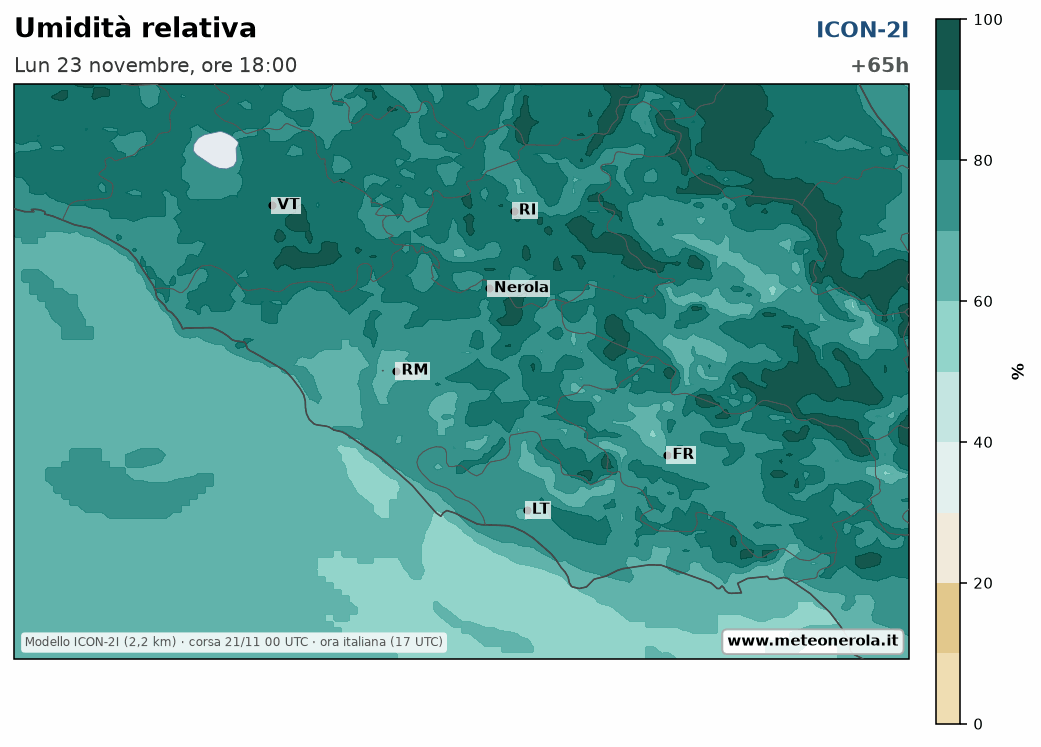 Umidità relativa
ICON-2I
Lun 23 novembre, ore 18:00
+65h
100
80
60
40
20
0
%
VT
RI
Nerola
RM
FR
LT
Modello ICON-2I (2,2 km) · corsa 21/11 00 UTC · ora italiana (17 UTC)
www.meteonerola.it